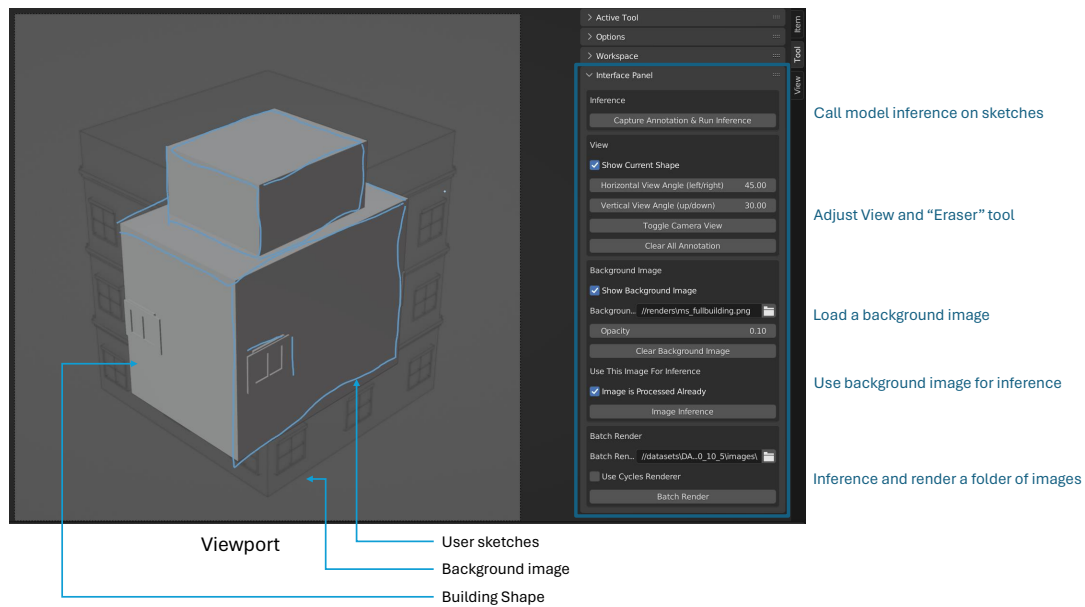 > Active Tool
Item
> Options
Tool
> Workspace
View
Interface Panel
Inference
Capture Annotation & Run Inference
Call model inference on sketches
View
Show Current Shape
Horizontal View Angle (left/right) 45.00
Vertical View Angle (up/down) 30.00
Adjust View and “Eraser” tool
Toggle Camera View
Clear All Annotation
Background Image
Show Background Image
Backgroun.. //renders\ms_fullbuilding.png
Load a background image
Opacity 0.10
Clear Background Image
Use This Image For Inference
Use background image for inference
Image is Processed Already
Image Inference
Batch Render
Batch Ren.. //datasets\DA..0_10_5\images\
Use Cycles Renderer
Inference and render a folder of images
Batch Render
Viewport
User sketches
Background image
Building Shape